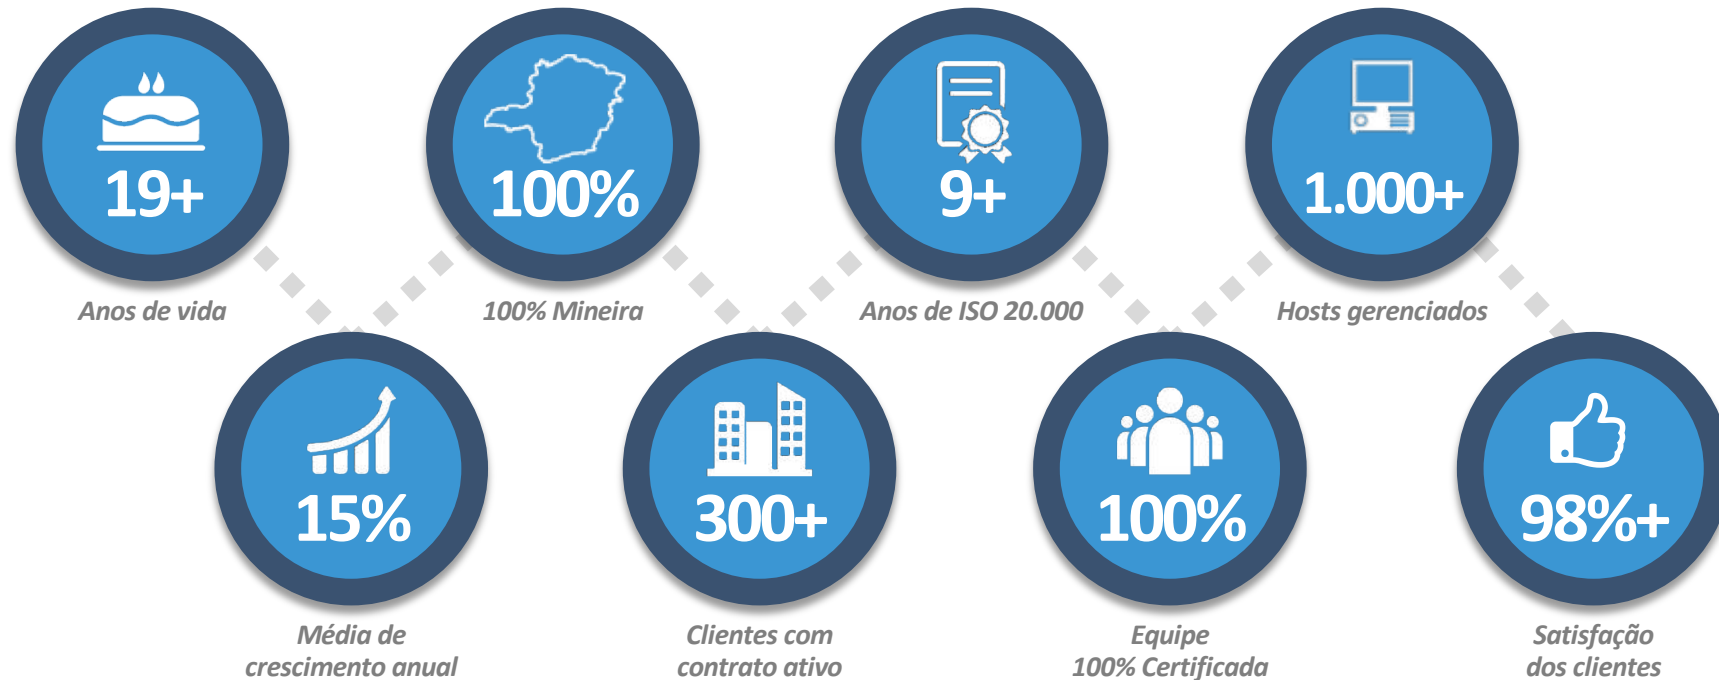 19+
Anos de vida
100%
100% Mineira
9+
Anos de ISO 20.000
1.000+
Hosts gerenciados
15%
Média de
crescimento anual
300+
Clientes com
contrato ativo
100%
Equipe
100% Certificada
98%+
Satisfação
dos clientes